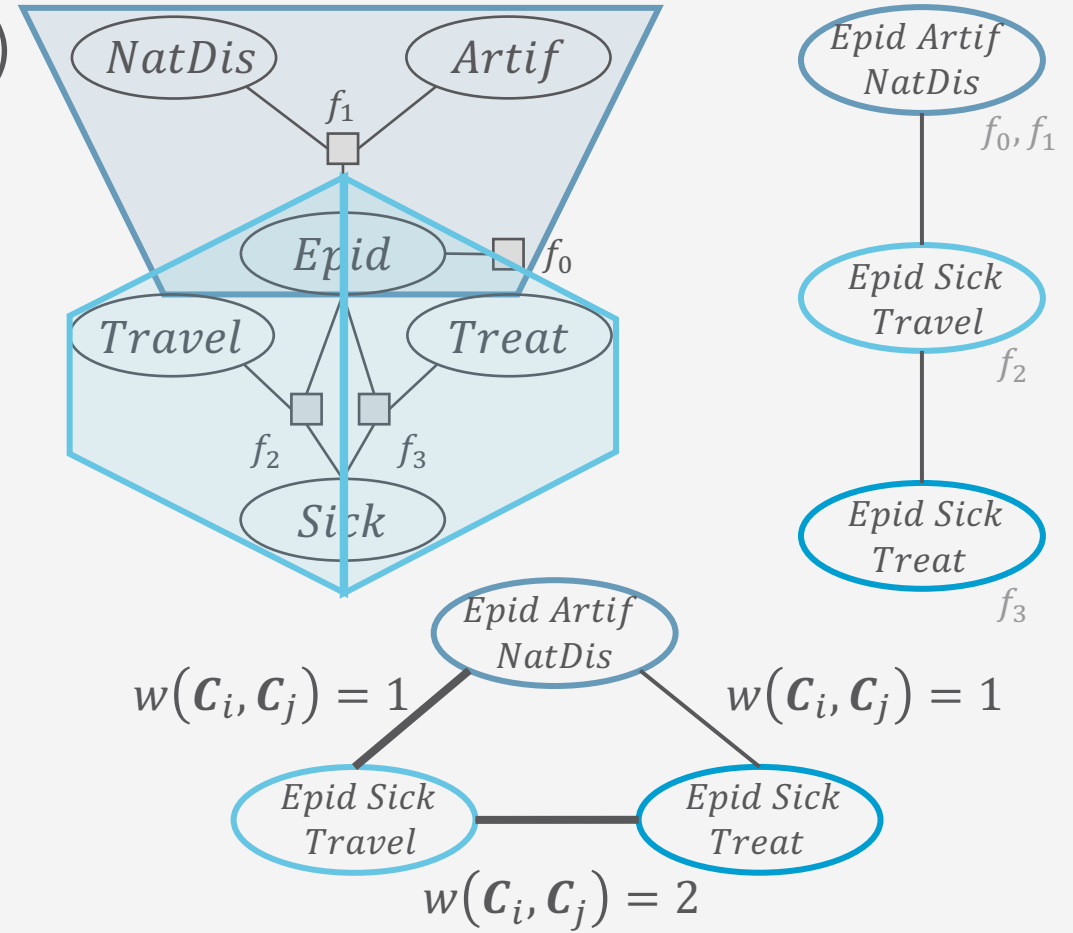 )
NatDis
Artif
f₁
Epid
f₀
Travel
Treat
f₂
f₃
Sick
Epid Artif
NatDis
f₀, f₁
Epid Sick
Travel
f₂
Epid Sick
Treat
f₃
Epid Artif
NatDis
w(𝑪ᵢ, 𝑪ⱼ) = 1
w(𝑪ᵢ, 𝑪ⱼ) = 1
Epid Sick
Travel
Epid Sick
Treat
w(𝑪ᵢ, 𝑪ⱼ) = 2